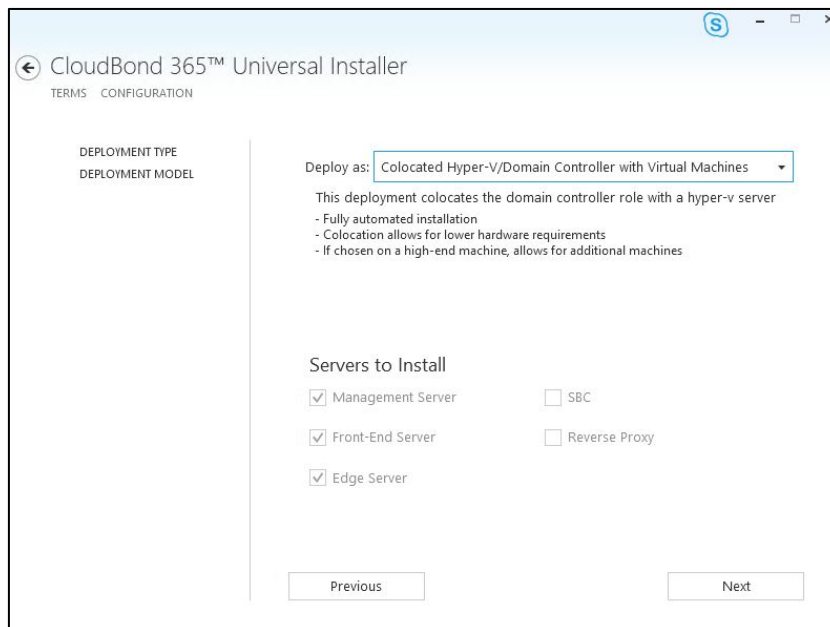 S
CloudBond 365™ Universal Installer
TERMS CONFIGURATION
DEPLOYMENT TYPE
DEPLOYMENT MODEL
Deploy as: Colocated Hyper-V/Domain Controller with Virtual Machines
This deployment colocates the domain controller role with a hyper-v server
- Fully automated installation
- Colocation allows for lower hardware requirements
- If chosen on a high-end machine, allows for additional machines
Servers to Install
Management Server
SBC
Front-End Server
Reverse Proxy
Edge Server
Previous
Next